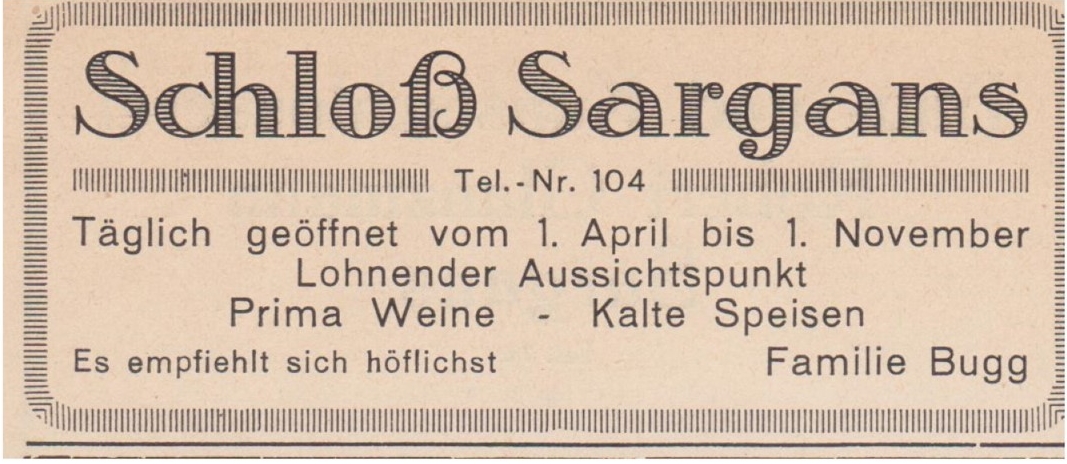 Schloß Sargans
Tel.-Nr. 104
Täglich geöffnet vom 1. April bis 1. November
Lohnender Aussichtspunkt
Prima Weine - Kalte Speisen
Es empfiehlt sich höflichst Familie Bugg